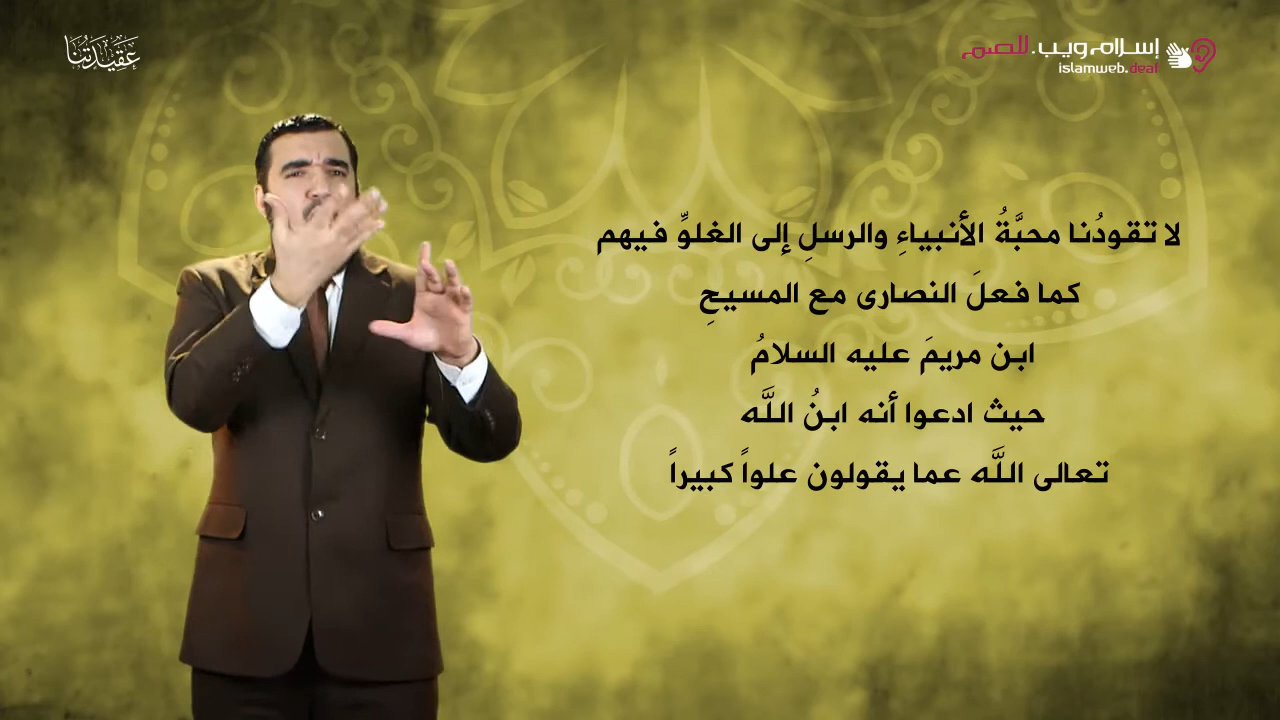 عَقِيْدَتُنَا
إسلام ويب. للصم
islamweb.deaf
لا تقودُنا محبَّةُ الأنبياءِ والرسلِ إلى الغلوِّ فيهم
كما فعلَ النصارى مع المسيحِ
ابن مريمَ عليه السلامُ
حيث ادعوا أنه ابنُ اللَّه
تعالى اللَّه عما يقولون علواً كبيراً